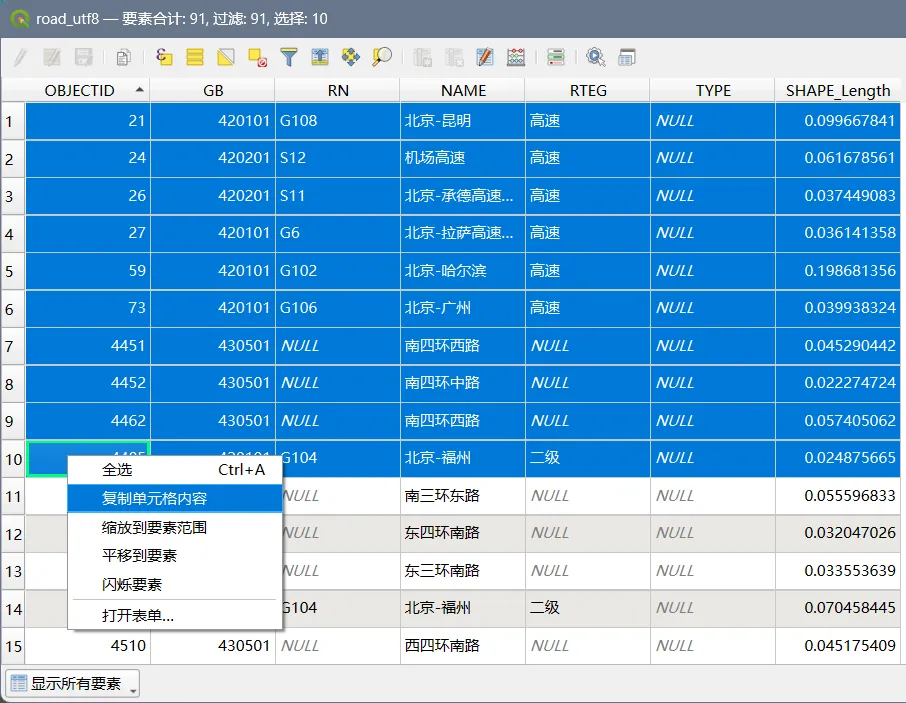 road_utf8 — 要素合计: 91, 过滤: 91, 选择: 10
OBJECTID GB RN NAME RTEG TYPE SHAPE_Length
1 21 420101 G108 北京-昆明 高速 NULL 0.099667841
2 24 420201 S12 机场高速 高速 NULL 0.061678561
3 26 420201 S11 北京-承德高速... 高速 NULL 0.037449083
4 27 420101 G6 北京-拉萨高速... 高速 NULL 0.036141358
5 59 420101 G102 北京-哈尔滨 高速 NULL 0.198681356
6 73 420101 G106 北京-广州 高速 NULL 0.039938324
7 4451 430501 NULL 南四环西路 NULL NULL 0.045290442
8 4452 430501 NULL 南四环中路 NULL NULL 0.022274724
9 4462 430501 NULL 南四环西路 NULL NULL 0.057405062
10 G104 北京-福州 二级 NULL 0.024875665
全选 Ctrl+A
复制单元格内容
缩放到要素范围
平移到要素
闪烁要素
打开表单...
11 NULL 南三环东路 NULL NULL 0.055596833
12 NULL 东四环南路 NULL NULL 0.032047026
13 NULL 东三环南路 NULL NULL 0.033553639
14 G104 北京-福州 二级 NULL 0.070458445
15 4510 430501 NULL 西四环南路 NULL NULL 0.045175409
显示所有要素